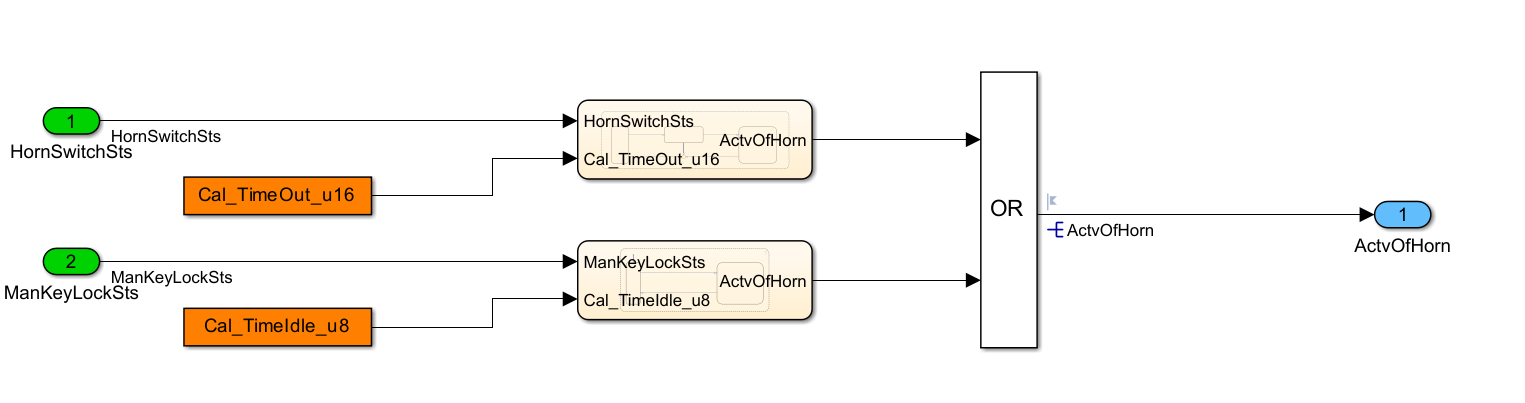 1
HornSwitchSts
HornSwitchSts
Cal_TimeOut_u16
HornSwitchSts
Cal_TimeOut_u16
ActvOfHorn
2
ManKeyLockSts
ManKeyLockSts
Cal_TimeIdle_u8
ManKeyLockSts
Cal_TimeIdle_u8
ActvOfHorn
OR
ActvOfHorn
1
ActvOfHorn